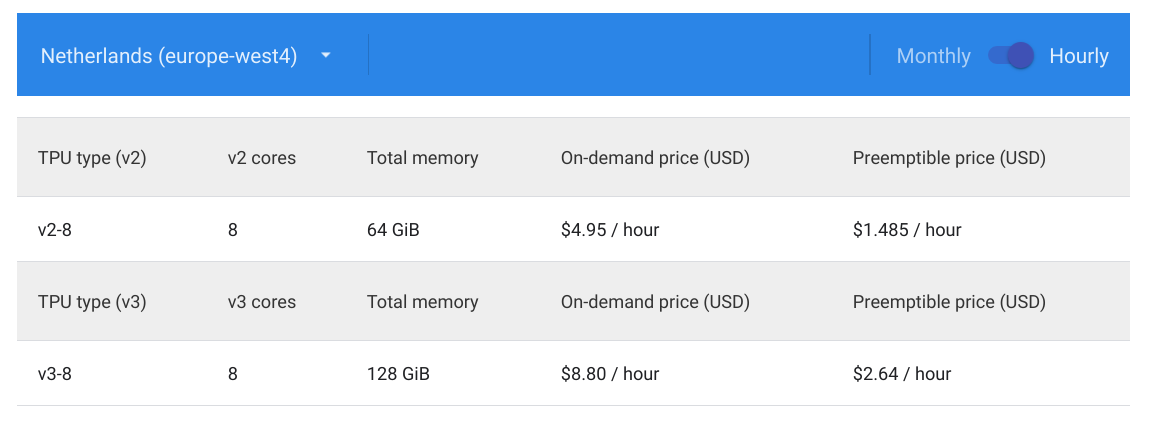 Netherlands (europe-west4) Monthly Hourly
TPU type (v2) v2 cores Total memory On-demand price (USD) Preemptible price (USD)
v2-8 8 64 GiB $4.95 / hour $1.485 / hour
TPU type (v3) v3 cores Total memory On-demand price (USD) Preemptible price (USD)
v3-8 8 128 GiB $8.80 / hour $2.64 / hour